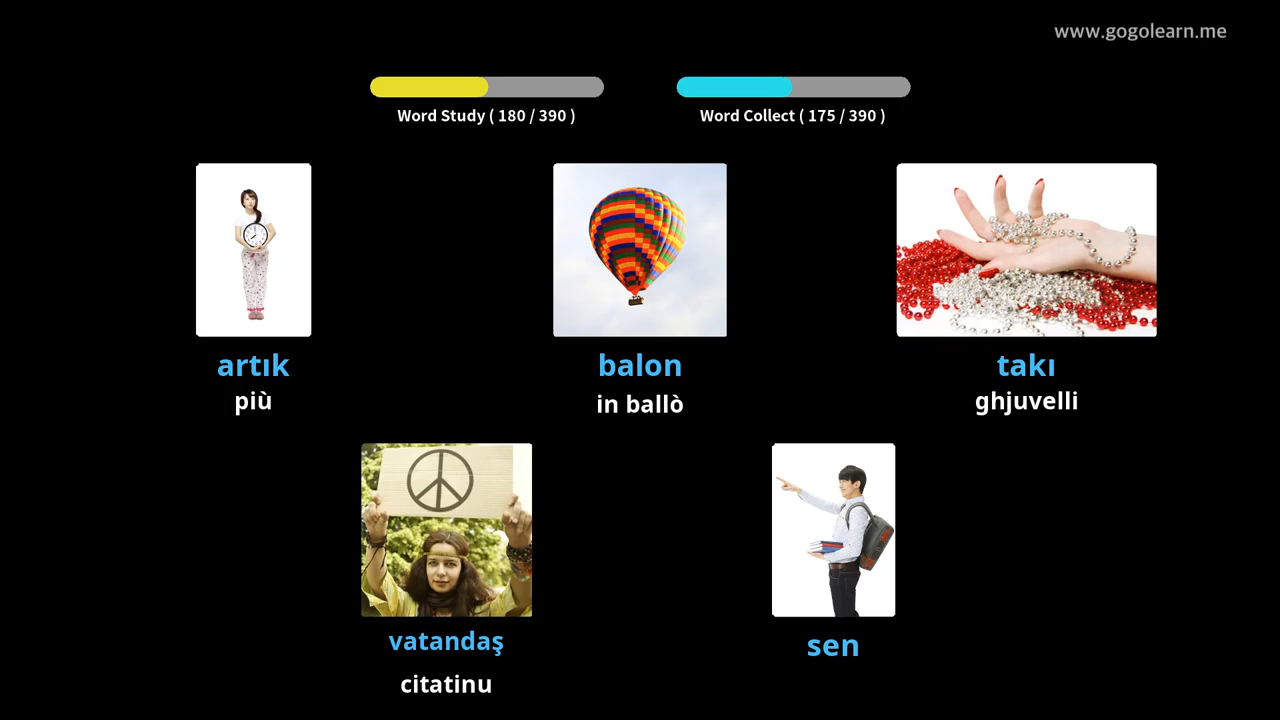 www.gogolearn.me
Word Study ( 180 / 390 )
Word Collect ( 175 / 390 )
artık
più
balon
in ballò
takı
ghjuvelli
vatandaş
citatinu
sen